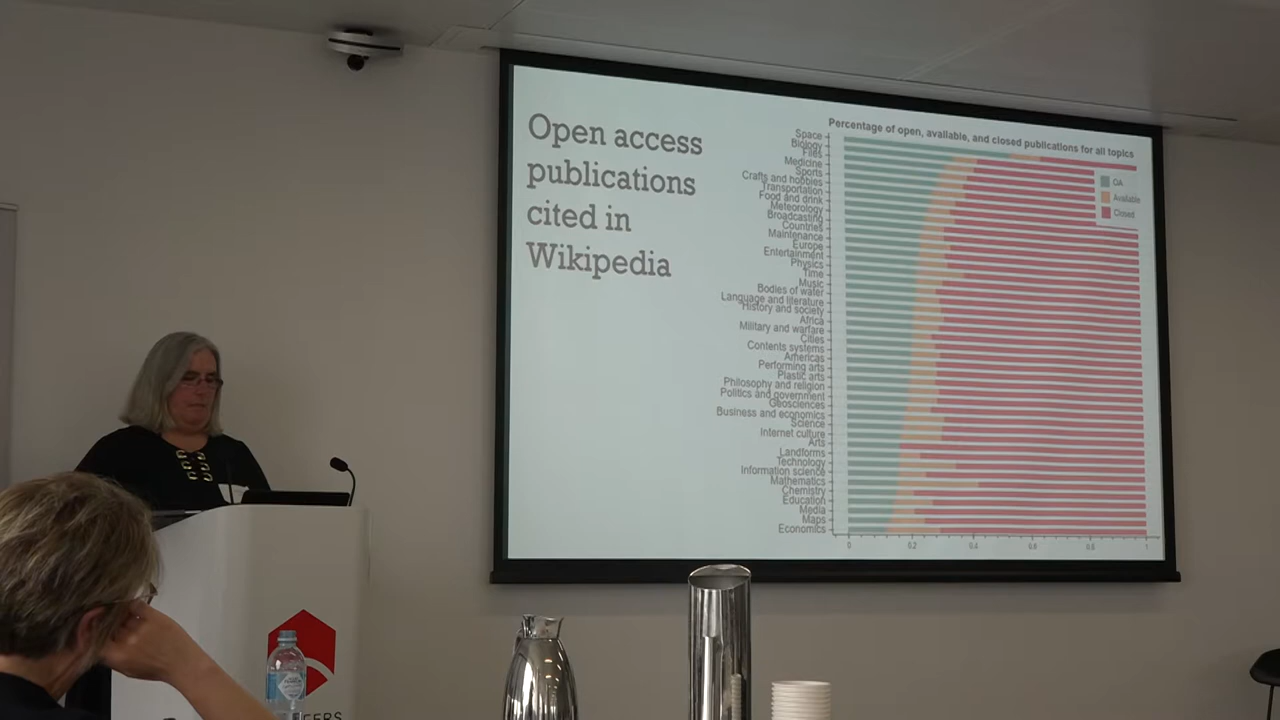 Open access
publications
cited in
Wikipedia
Percentage of open, available, and closed publications for all topics
Space
Biology
Files
Medicine
Sports
Crafts and hobbies
Transportation
Food and drink
Meteorology
Broadcasting
Countries
Maintenance
Europe
Entertainment
Physics
Time
Music
Bodies of water
Language and literature
History and society
Africa
Military and warfare
Cities
Contents systems
Americas
Performing arts
Plastic arts
Philosophy and religion
Politics and government
Geosciences
Business and economics
Science
Internet culture
Arts
Landforms
Technology
Information science
Mathematics
Chemistry
Education
Media
Maps
Economics
OA
Available
Closed
0 0.2 0.4 0.6 0.8 1